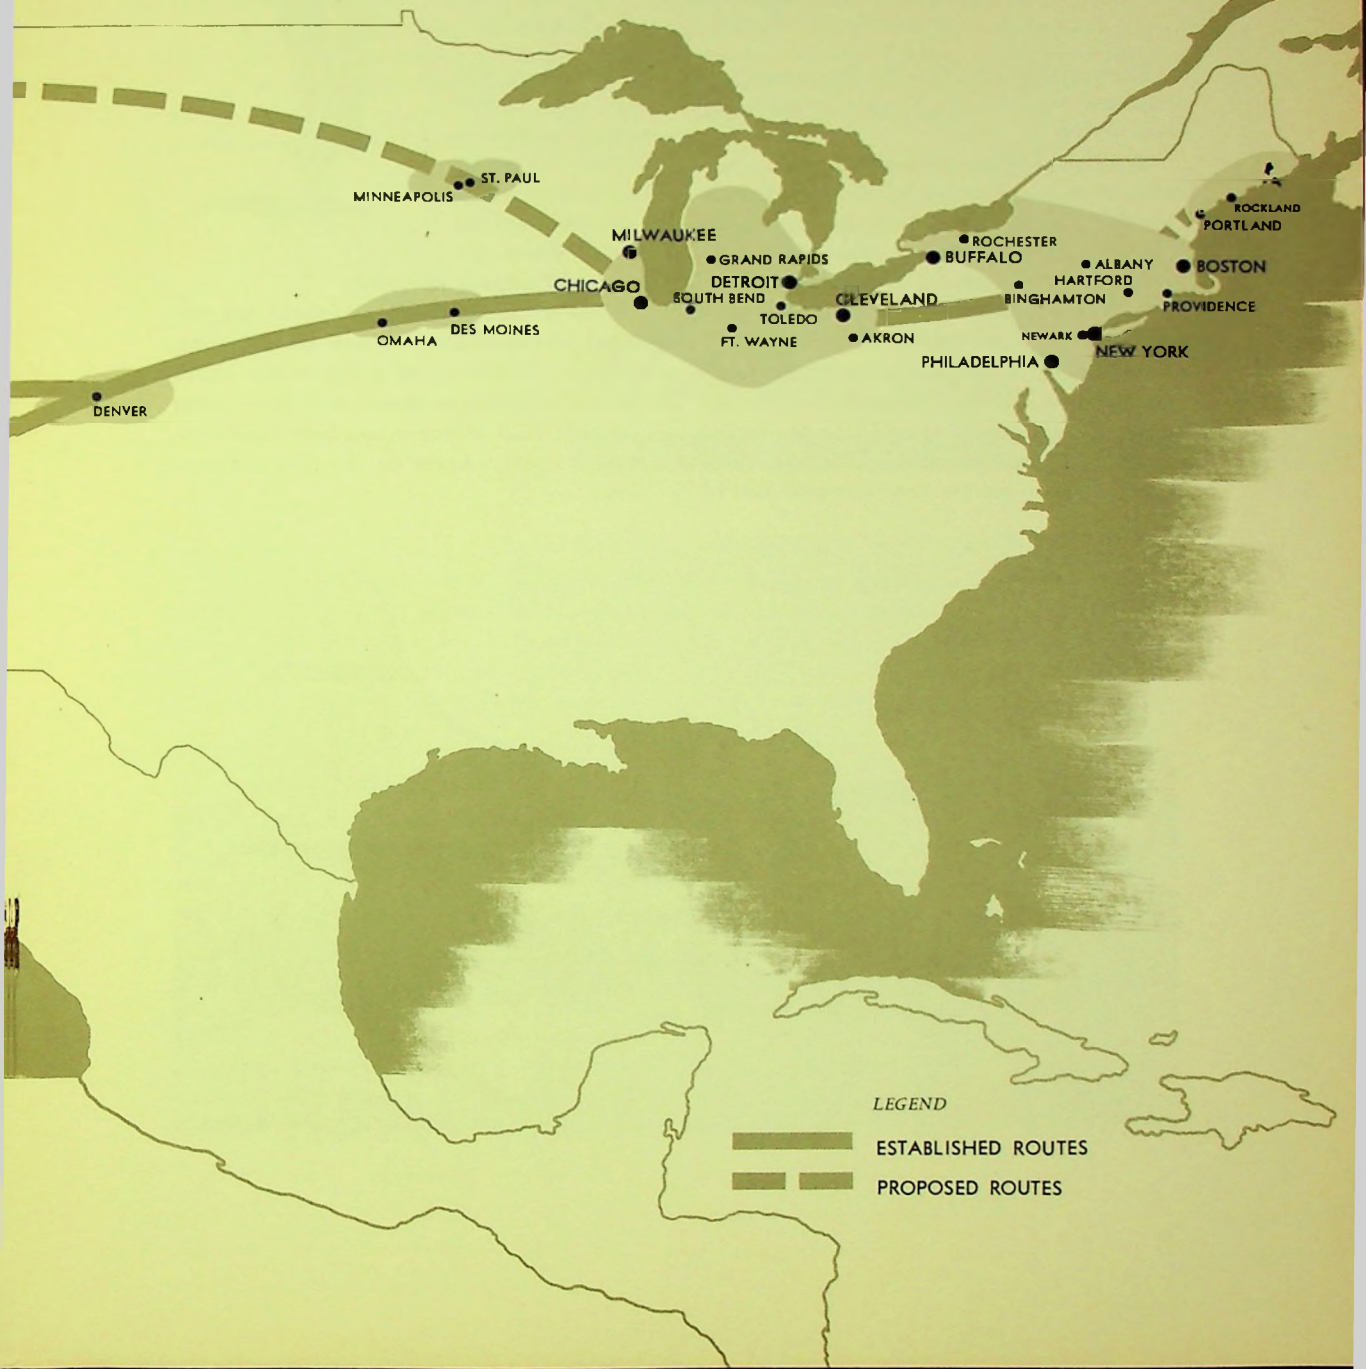 ST. PAUL
MINNEAPOLIS
ROCKLAND
PORTLAND
MILWAUKEE
ROCHESTER
GRAND RAPIDS
BUFFALO
ALBANY
BOSTON
CHICAGO
DETROIT
HARTFORD
SOUTH BEND
CLEVELAND
BINGHAMTON
PROVIDENCE
DES MOINES
TOLEDO
OMAHA
FT. WAYNE
AKRON
NEWARK
NEW YORK
PHILADELPHIA
DENVER
LEGEND
ESTABLISHED ROUTES
PROPOSED ROUTES